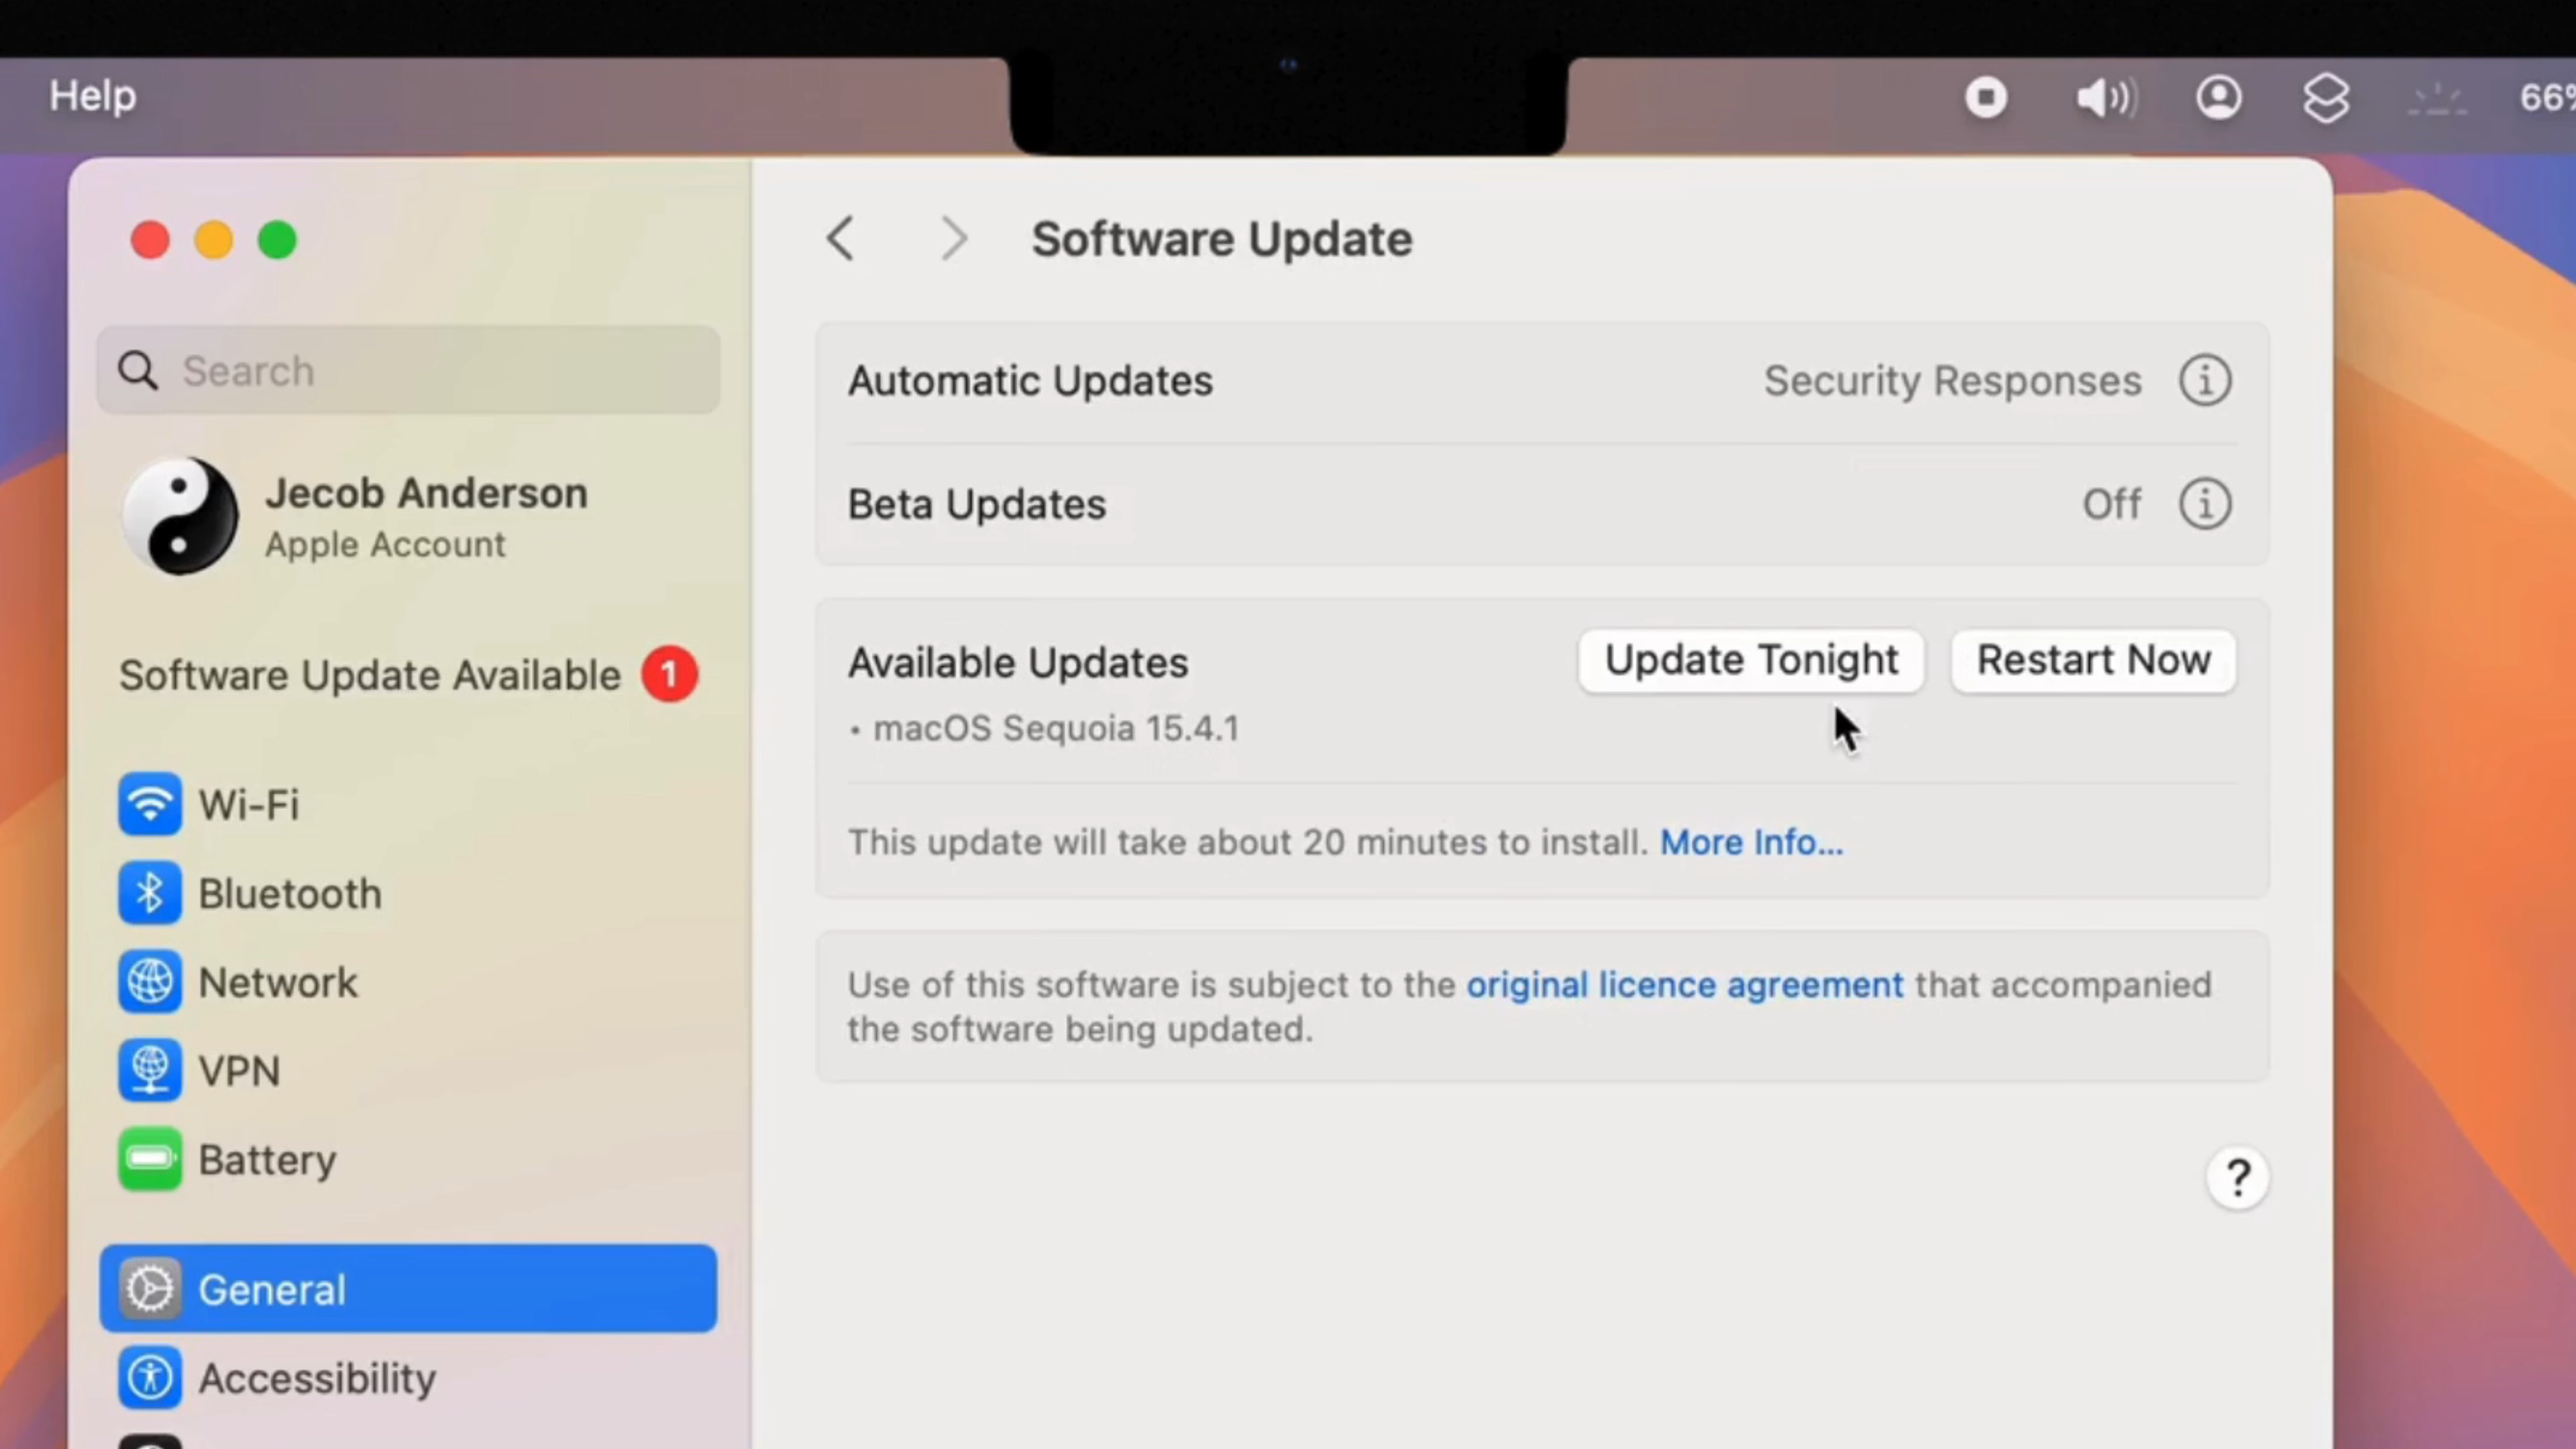 Help
66%
Software Update
Search
Jecob Anderson
Apple Account
Software Update Available 1
Wi-Fi
Bluetooth
Network
VPN
Battery
General
Accessibility
Automatic Updates Security Responses
Beta Updates Off
Available Updates Update Tonight Restart Now
• macOS Sequoia 15.4.1
This update will take about 20 minutes to install. More Info...
Use of this software is subject to the original licence agreement that accompanied
the software being updated.
?